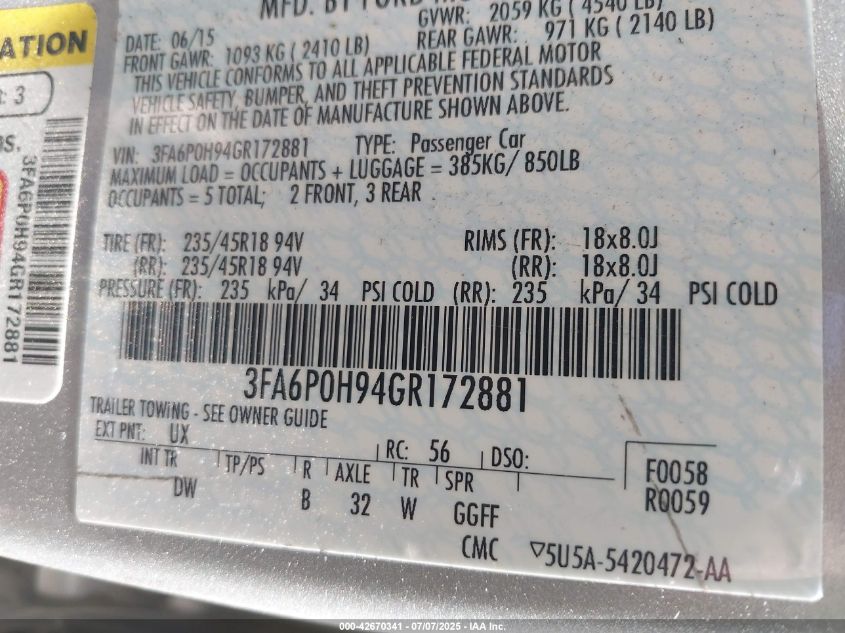 MFD. BY FORD
GVWR: 2059 KG ( 4540 LB)
DATE: 06/15
REAR GAWR: 971 KG ( 2140 LB)
FRONT GAWR: 1093 KG ( 2410 LB)
THIS VEHICLE CONFORMS TO ALL APPLICABLE FEDERAL MOTOR
VEHICLE SAFETY, BUMPER, AND THEFT PREVENTION STANDARDS
IN EFFECT ON THE DATE OF MANUFACTURE SHOWN ABOVE.
VIN: 3FA6P0H94GR172881 TYPE: Passenger Car
MAXIMUM LOAD = OCCUPANTS + LUGGAGE = 385KG/ 850LB
OCCUPANTS = 5 TOTAL; 2 FRONT, 3 REAR
TIRE (FR): 235/45R18 94V RIMS (FR): 18x8.0J
(RR): 235/45R18 94V (RR): 18x8.0J
PRESSURE (FR): 235 kPa/ 34 PSI COLD (RR): 235 kPa/ 34 PSI COLD
3FA6P0H94GR172881
TRAILER TOWING - SEE OWNER GUIDE
EXT PNT: UX RC: 56 DSO:
INT TR TP/PS R AXLE TR SPR
DW B 32 W GGFF
F0058
R0059
CMC ▽5U5A-5420472-AA
ATION
: 3
3FA6P0H94GR172881
000-42670341 - 07/07/2025 - IAA Inc.